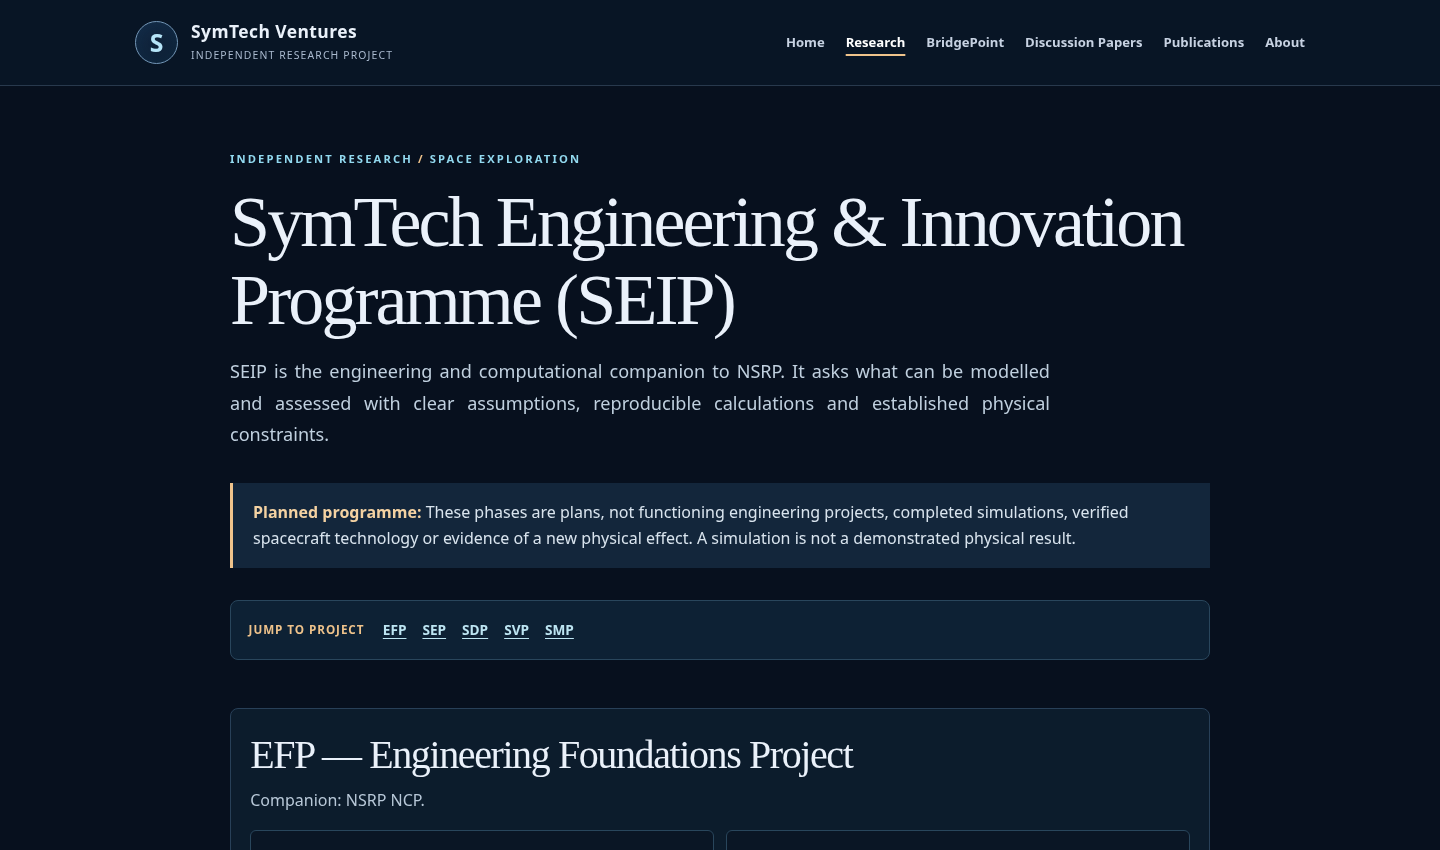 S
SymTech Ventures
INDEPENDENT RESEARCH PROJECT
Home Research BridgePoint Discussion Papers Publications About
INDEPENDENT RESEARCH / SPACE EXPLORATION
SymTech Engineering & Innovation
Programme (SEIP)
SEIP is the engineering and computational companion to NSRP. It asks what can be modelled
and assessed with clear assumptions, reproducible calculations and established physical
constraints.
Planned programme: These phases are plans, not functioning engineering projects, completed simulations, verified
spacecraft technology or evidence of a new physical effect. A simulation is not a demonstrated physical result.
JUMP TO PROJECT EFP SEP SDP SVP SMP
EFP — Engineering Foundations Project
Companion: NSRP NCP.